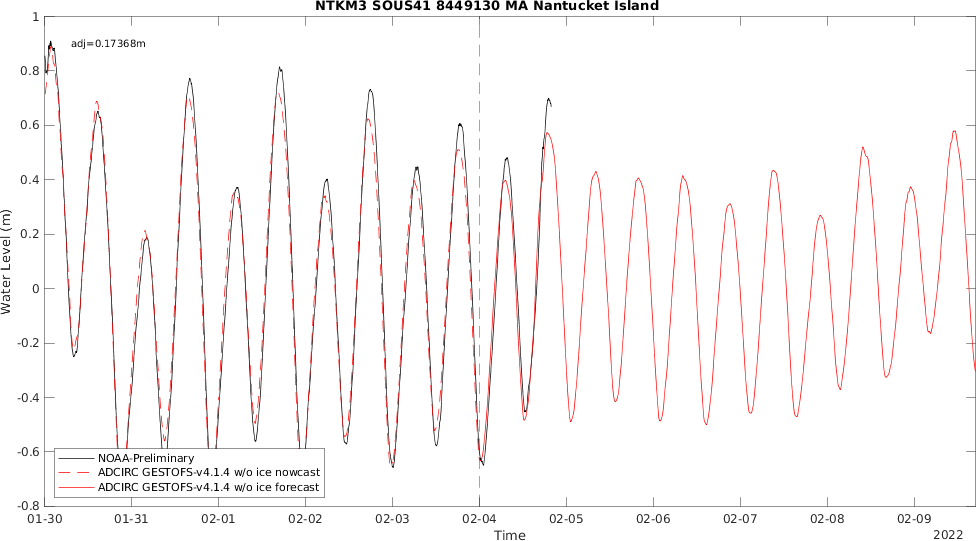 NTKM3 SOUS41 8449130 MA Nantucket Island
adj=0.17368m
1
0.8
0.6
0.4
0.2
0
-0.2
-0.4
-0.6
-0.8
Water Level (m)
NOAA-Preliminary
ADCIRC GESTOFS-v4.1.4 w/o ice nowcast
ADCIRC GESTOFS-v4.1.4 w/o ice forecast
01-30 01-31 02-01 02-02 02-03 02-04 02-05 02-06 02-07 02-08 02-09
Time
2022